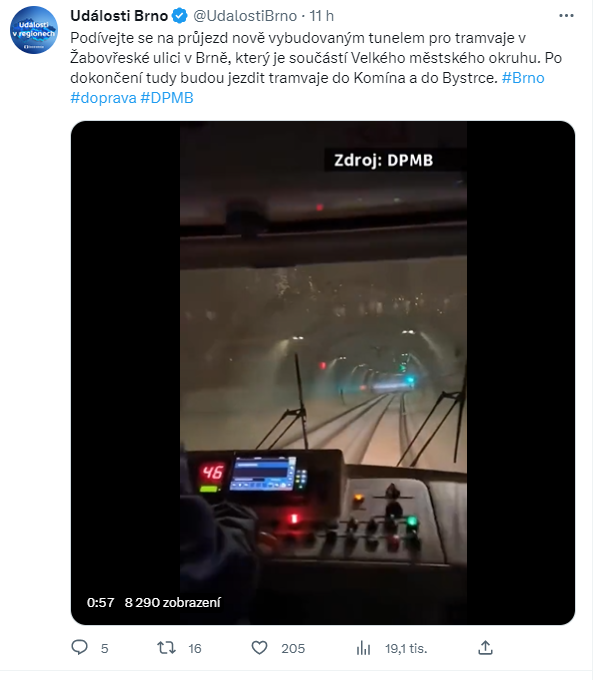 Události Brno @UdalostiBrno · 11 h
Podívejte se na průjezd nově vybudovaným tunelem pro tramvaje v
Žabovřeské ulici v Brně, který je součástí Velkého městského okruhu. Po
dokončení tudy budou jezdit tramvaje do Komína a do Bystrce. #Brno
#doprava #DPMB
Události
v regionech
Zdroj: DPMB
46
0:57 8 290 zobrazení
5 16 205 19,1 tis.